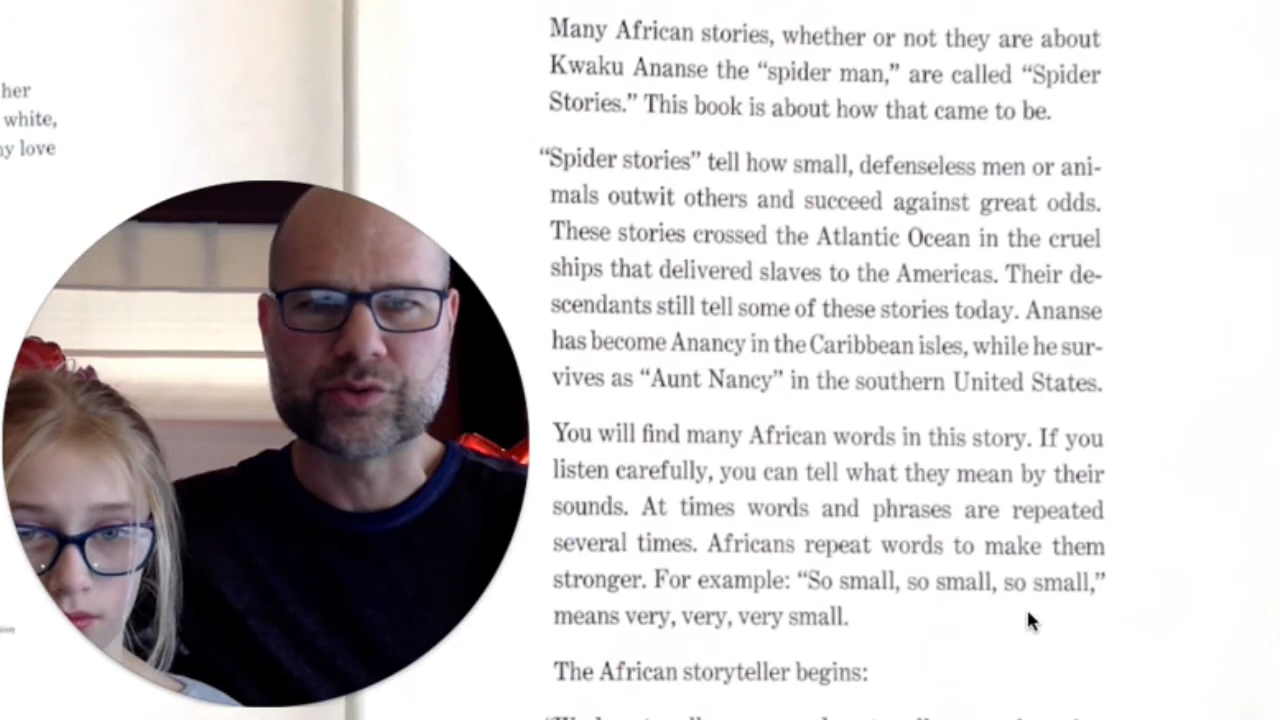 her
white,
my love
Many African stories, whether or not they are about
Kwaku Ananse the “spider man,” are called “Spider
Stories.” This book is about how that came to be.
“Spider stories” tell how small, defenseless men or ani-
mals outwit others and succeed against great odds.
These stories crossed the Atlantic Ocean in the cruel
ships that delivered slaves to the Americas. Their de-
scendants still tell some of these stories today. Ananse
has become Anancy in the Caribbean isles, while he sur-
vives as “Aunt Nancy” in the southern United States.
You will find many African words in this story. If you
listen carefully, you can tell what they mean by their
sounds. At times words and phrases are repeated
several times. Africans repeat words to make them
stronger. For example: “So small, so small, so small,”
means very, very, very small.
The African storyteller begins: